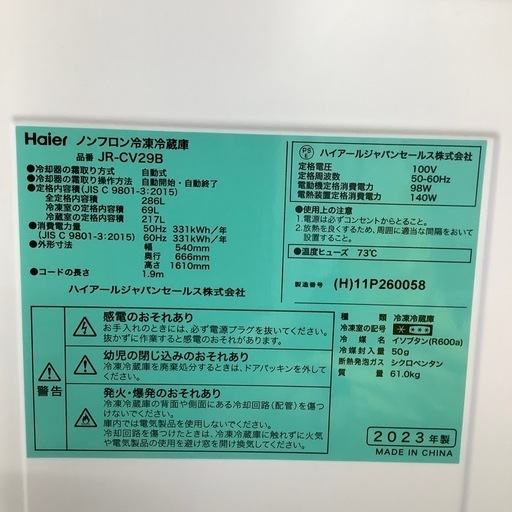 Haier ノンフロン冷凍冷蔵庫
品番 JR-CV29B
●冷却器の霜取り方式 自動式
●冷却器の霜取り操作方法 自動開始・自動終了
●定格内容積(JIS C 9801-3:2015)
全定格内容積 286L
冷凍室の定格内容積 69L
冷蔵室の定格内容積 217L
●消費電力量 50Hz 331kWh/年
(JIS C 9801-3:2015) 60Hz 331kWh/年
●外形寸法 幅 540mm
奥行 666mm
高さ 1610mm
●コードの長さ 1.9m
ハイアールジャパンセールス株式会社
PS
E
ハイアールジャパンセールス株式会社
定格電圧 100V
定格周波数 50-60Hz
電動機定格消費電力 98W
電熱装置定格消費電力 140W
●使用上の注意
1.電源は必ずコンセントからとること。
2.放熱を良くするため、周囲に適当な間隔をおいて
設置すること。
●温度ヒューズ 73℃
製造番号 (H)11P260058
警告
感電のおそれあり
お手入れのときには、必ず電源プラグを抜いてください。
抜かずに作業すると感電することがあります。
幼児の閉じ込みのおそれあり
冷凍冷蔵庫を廃棄処分するときは、ドアパッキンを外してください。
発火・爆発のおそれあり
冷凍冷蔵庫の背面や側面にある冷却回路(配管)を傷つ
けないでください。
庫内では電気製品を使用しないでください。
冷却回路を傷つけたときは、冷凍冷蔵庫に触れずに火気
や電気製品の使用を避け窓を開け換気してください。
種類 冷凍冷蔵庫
冷凍室の記号
冷媒 イソブタン(R600a)
冷媒封入量 50g
断熱発泡ガス シクロペンタン
質量 61.0kg
2023年製
MADE IN CHINA